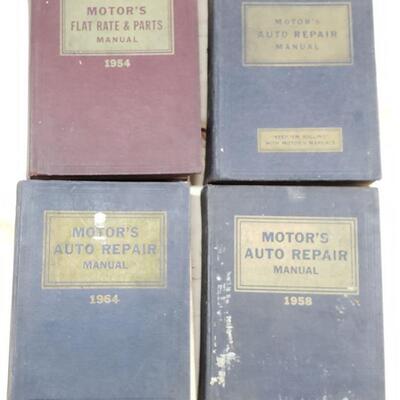 MOTOR'S
FLAT RATE & PARTS
MANUAL
1954
MOTOR'S
AUTO REPAIR
MANUAL
"KEEP 'EM ROLLING"
WITH MOTOR'S MANUALS
MOTOR'S
AUTO REPAIR
MANUAL
1964
MOTOR'S
AUTO REPAIR
MANUAL
1958